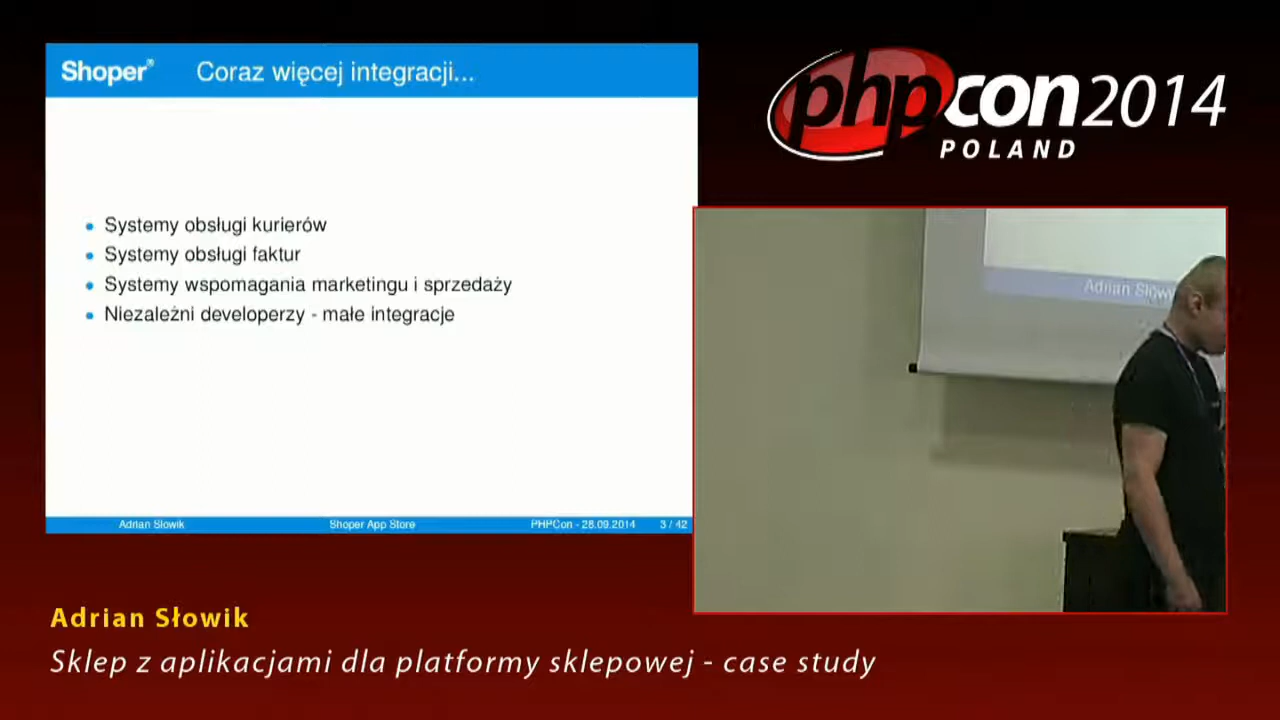 Shoper®
Coraz więcej integracji...
Systemy obsługi kurierów
Systemy obsługi faktur
Systemy wspomagania marketingu i sprzedaży
Niezależni developerzy - małe integracje
Adrian Słowik
Shoper App Store
PHPCon - 28.09.2014
3 / 42
phpcon2014
POLAND
Adrian Słowik
Adrian Słowik
Sklep z aplikacjami dla platformy sklepowej - case study